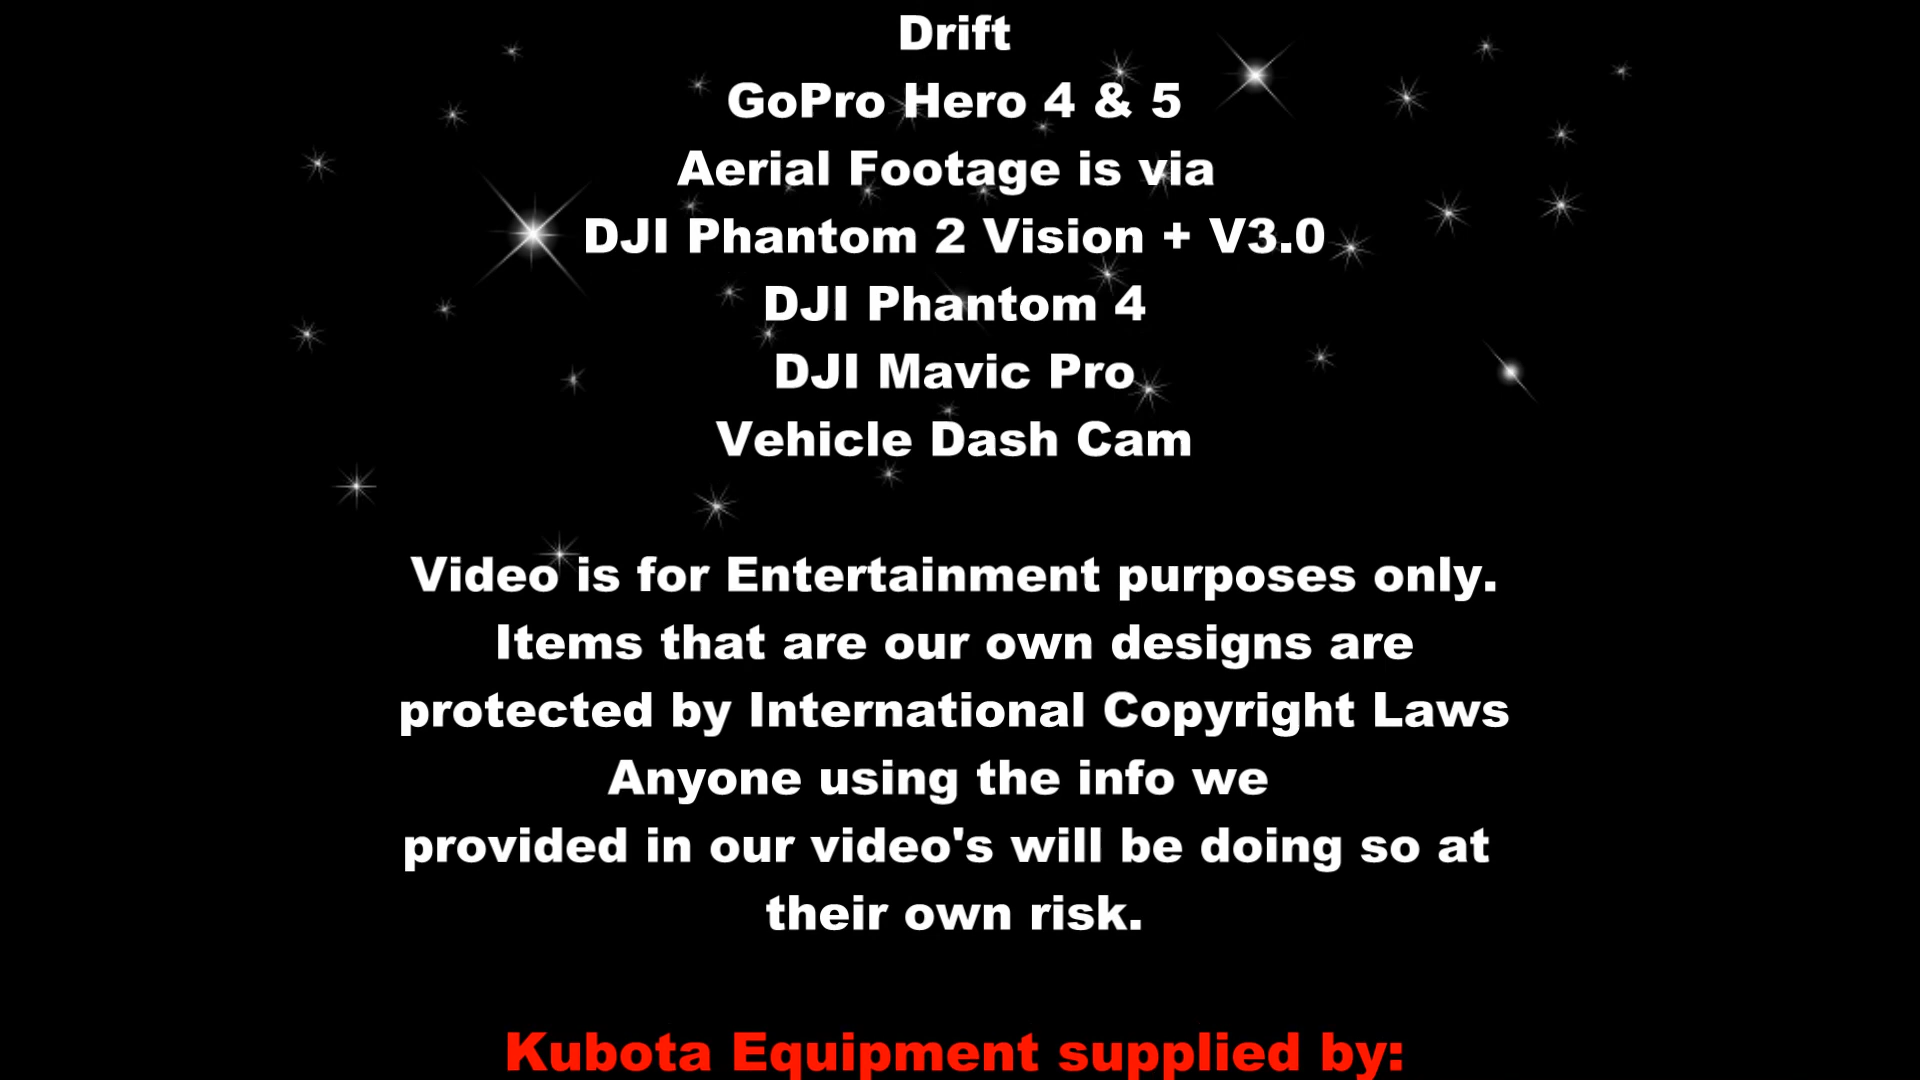 Drift
GoPro Hero 4 & 5
Aerial Footage is via
DJI Phantom 2 Vision + V3.0
DJI Phantom 4
DJI Mavic Pro
Vehicle Dash Cam
Video is for Entertainment purposes only.
Items that are our own designs are
protected by International Copyright Laws
Anyone using the info we
provided in our video's will be doing so at
their own risk.
Kubota Equipment supplied by: